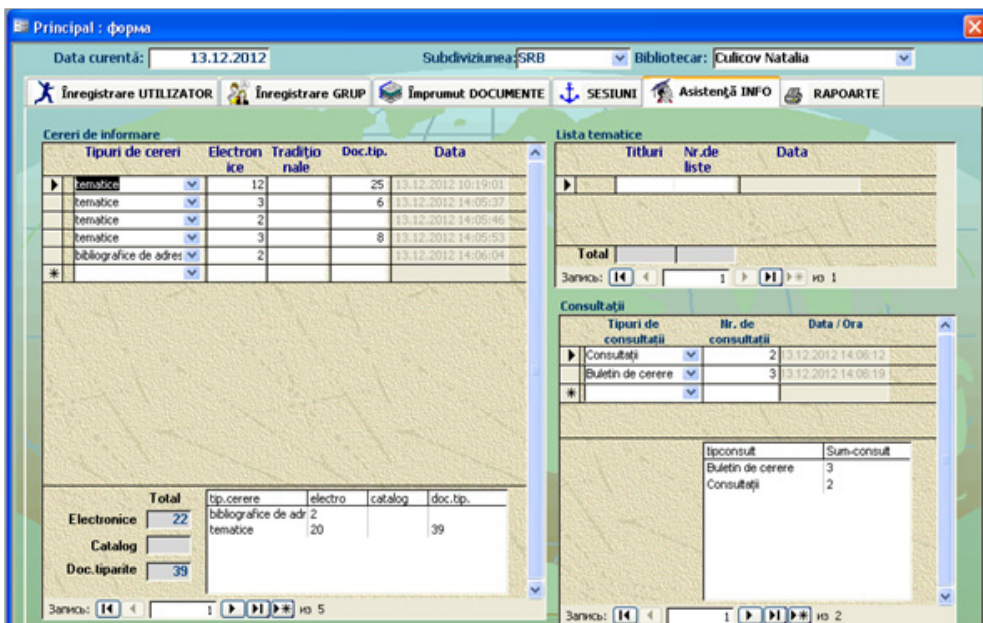 Principal : форма
Data curentă: 13.12.2012 Subdiviziunea: SRB Bibliotecar: Culicov Natalia
Înregistrare UTILIZATOR Înregistrare GRUP Împrumut DOCUMENTE SESIUNI Asistenţă INFO RAPOARTE
Cereri de informare
Tipuri de cereri Electron ice Tradiţio nale Doc.tip. Data
tematice 12 25 13.12.2012 10:19:01
tematice 3 6 13.12.2012 14:05:37
tematice 2 13.12.2012 14:05:46
tematice 3 8 13.12.2012 14:05:53
bibliografice de adres 2 13.12.2012 14:06:04
Total
Electronice 22
Catalog
Doc.tiparite 39
tip.cerere electro catalog doc.tip.
bibliografice de adr 2
tematice 20 39
Запись: 1 из 5
Lista tematice
Titluri Nr.de liste Data
Total
Запись: 1 из 1
Consultaţii
Tipuri de consultaţii Nr. de consultaţii Data / Ora
Consultaţii 2 13.12.2012 14:06:12
Buletin de cerere 3 13.12.2012 14:06:19
tipconsult Sum-consult
Buletin de cerere 3
Consultaţii 2
Запись: 1 из 2